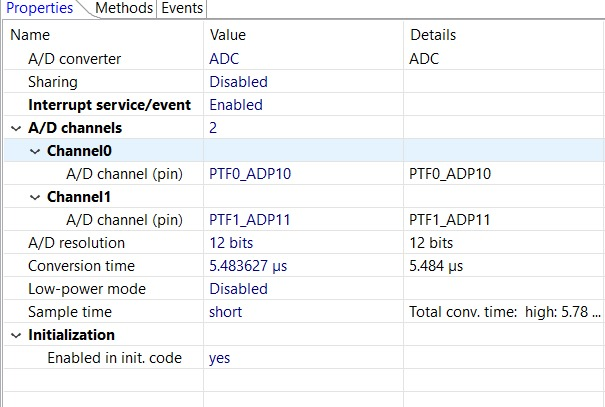 Properties Methods Events
Name Value Details
A/D converter ADC ADC
Sharing Disabled
Interrupt service/event Enabled
A/D channels 2
Channel0
A/D channel (pin) PTF0_ADP10 PTF0_ADP10
Channel1
A/D channel (pin) PTF1_ADP11 PTF1_ADP11
A/D resolution 12 bits 12 bits
Conversion time 5.483627 µs 5.484 µs
Low-power mode Disabled
Sample time short Total conv. time: high: 5.78 ...
Initialization
Enabled in init. code yes